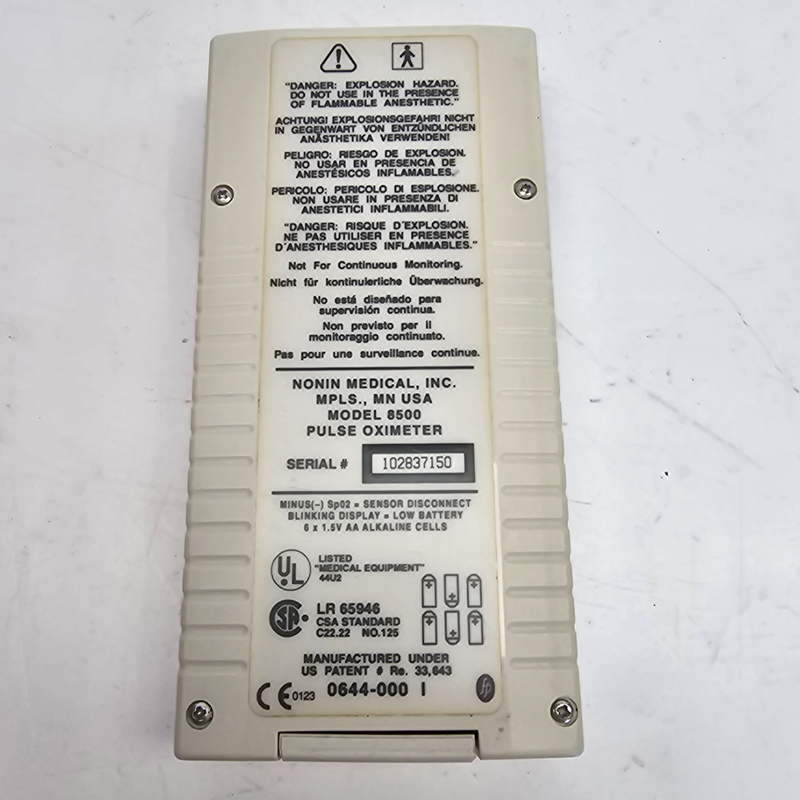 "DANGER: EXPLOSION HAZARD.
DO NOT USE IN THE PRESENCE
OF FLAMMABLE ANESTHETIC."
ACHTUNG! EXPLOSIONSGEFAHR! NICHT
IN GEGENWART VON ENTZÜNDLICHEN
ANÄSTHETIKA VERWENDEN!
PELIGRO: RIESGO DE EXPLOSION.
NO USAR EN PRESENCIA DE
ANESTÉSICOS INFLAMABLES.
PERICOLO: PERICOLO DI ESPLOSIONE.
NON USARE IN PRESENZA DI
ANESTETICI INFLAMMABILI.
"DANGER: RISQUE D'EXPLOSION.
NE PAS UTILISER EN PRESENCE
D'ANESTHESIQUES INFLAMMABLES."
Not For Continuous Monitoring.
Nicht für kontinuierliche Überwachung.
No está diseñado para
supervisión continua.
Non previsto per il
monitoraggio continuato.
Pas pour une surveillance continue.
NONIN MEDICAL, INC.
MPLS., MN USA
MODEL 8500
PULSE OXIMETER
SERIAL # 102837150
MINUS(-) Sp02 = SENSOR DISCONNECT
BLINKING DISPLAY = LOW BATTERY
6 x 1.5V AA ALKALINE CELLS
UL LISTED
"MEDICAL EQUIPMENT"
44U2
SA LR 65946
CSA STANDARD
C22.22 NO.125
MANUFACTURED UNDER
US PATENT # Re. 33,643
CE 0123 0644-000 I